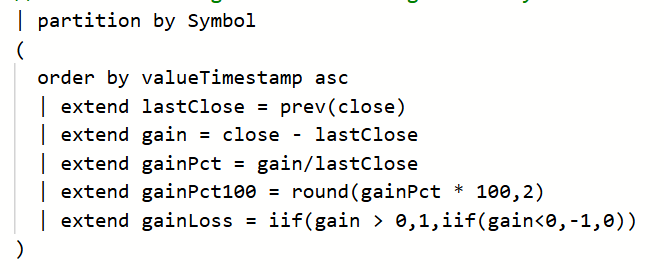 | partition by Symbol
(
order by valueTimestamp asc
| extend lastClose = prev(close)
| extend gain = close - lastClose
| extend gainPct = gain/lastClose
| extend gainPct100 = round(gainPct * 100,2)
| extend gainLoss = iif(gain > 0,1,iif(gain<0,-1,0))
)